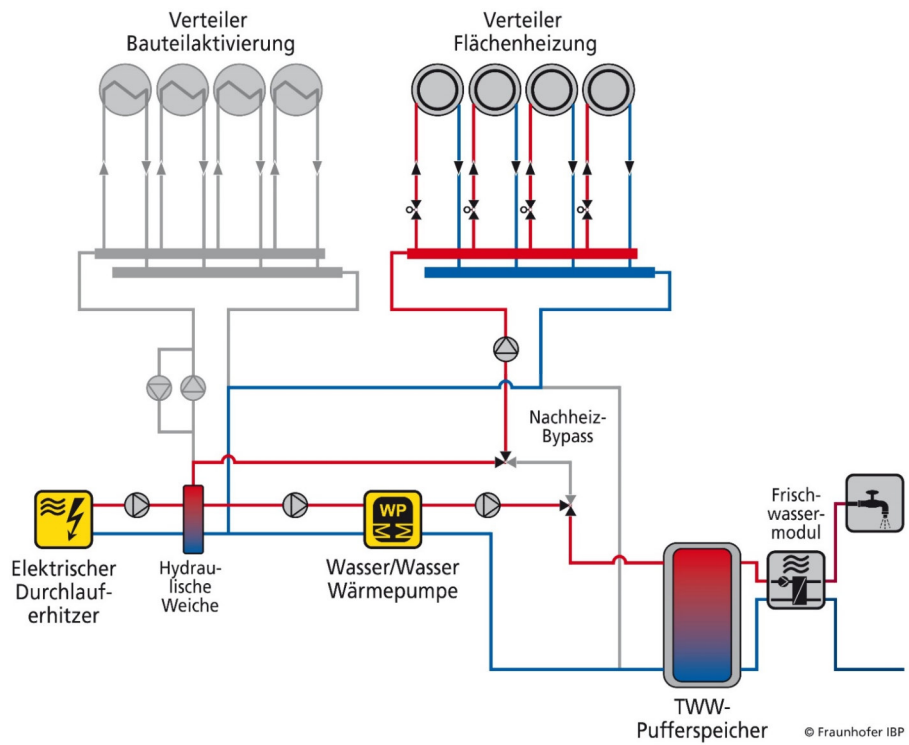 Verteiler
Bauteilaktivierung
Verteiler
Flächenheizung
Nachheiz-
Bypass
WP
Elektrischer
Durchlauf-
erhitzer
Hydrau-
lische
Weiche
Wasser/Wasser
Wärmepumpe
Frisch-
wasser-
modul
TWW-
Pufferspeicher
© Fraunhofer IBP